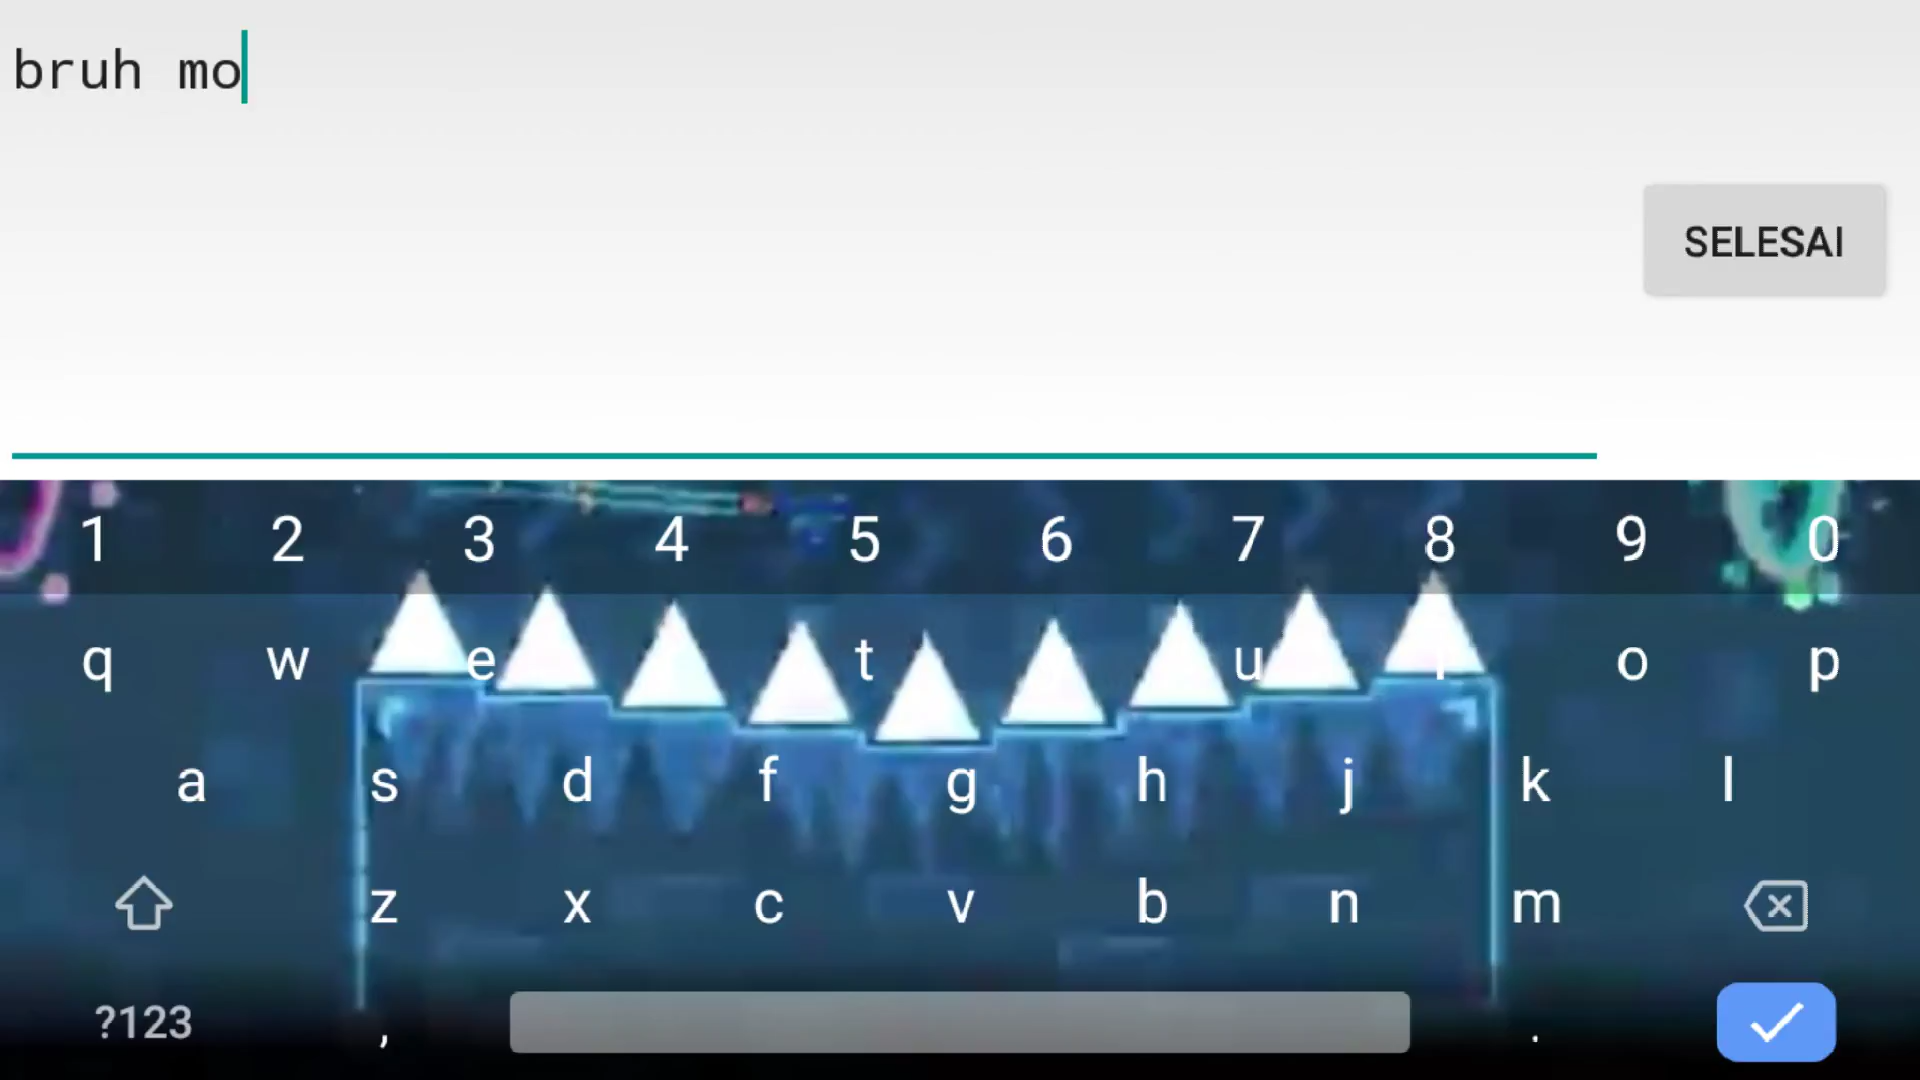 bruh mo
SELESAI
1 2 3 4 5 6 7 8 9 0
q w e t u i o p
a s d f g h j k l
z x c v b n m
?123 , .